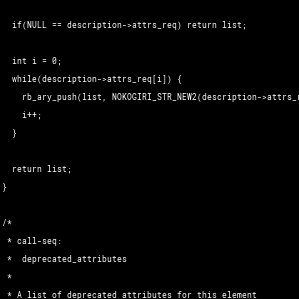 if(NULL == description->attrs_req) return list;
int i = 0;
while(description->attrs_req[i]) {
rb_ary_push(list, NOKOGIRI_STR_NEW2(description->attrs_r
i++;
}
return list;
}
/*
* call-seq:
*  deprecated_attributes
*
* A list of deprecated attributes for this element